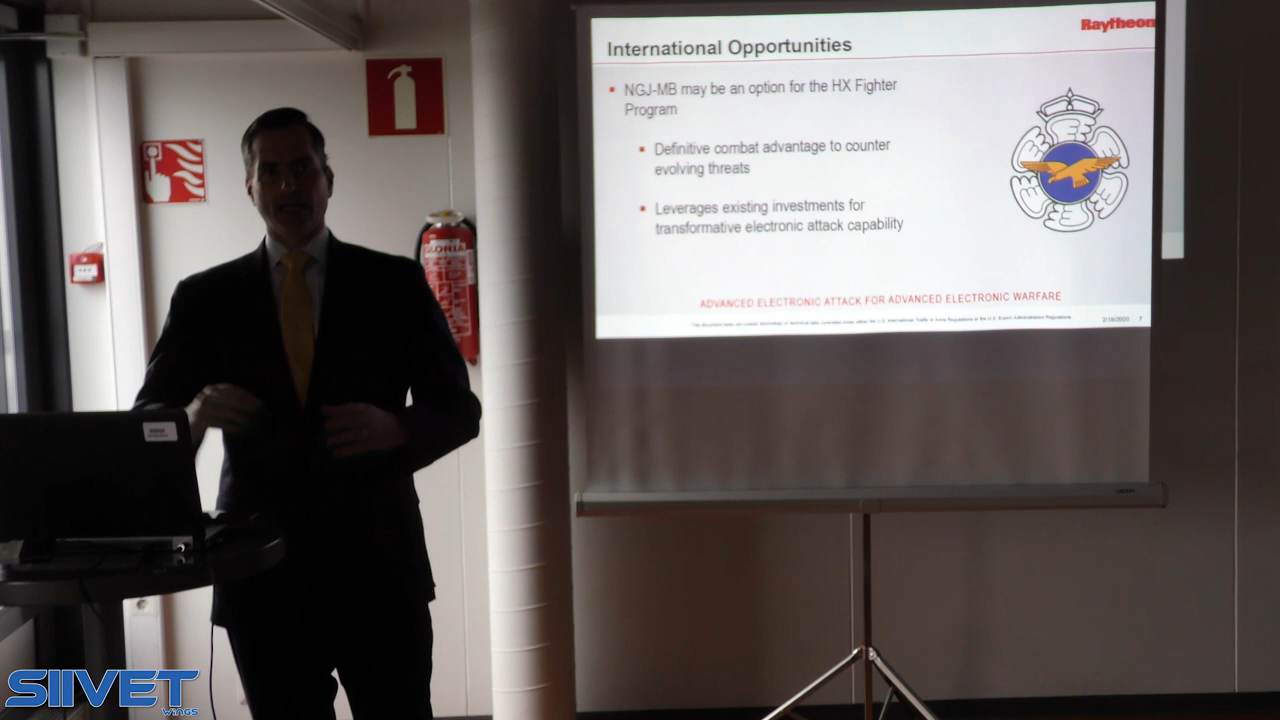 Raytheon
International Opportunities
NGJ-MB may be an option for the HX Fighter
Program
Definitive combat advantage to counter
evolving threats
Leverages existing investments for
transformative electronic attack capability
ADVANCED ELECTRONIC ATTACK FOR ADVANCED ELECTRONIC WARFARE
2/18/2020 7
GLORIA
SIIVET
WINGS